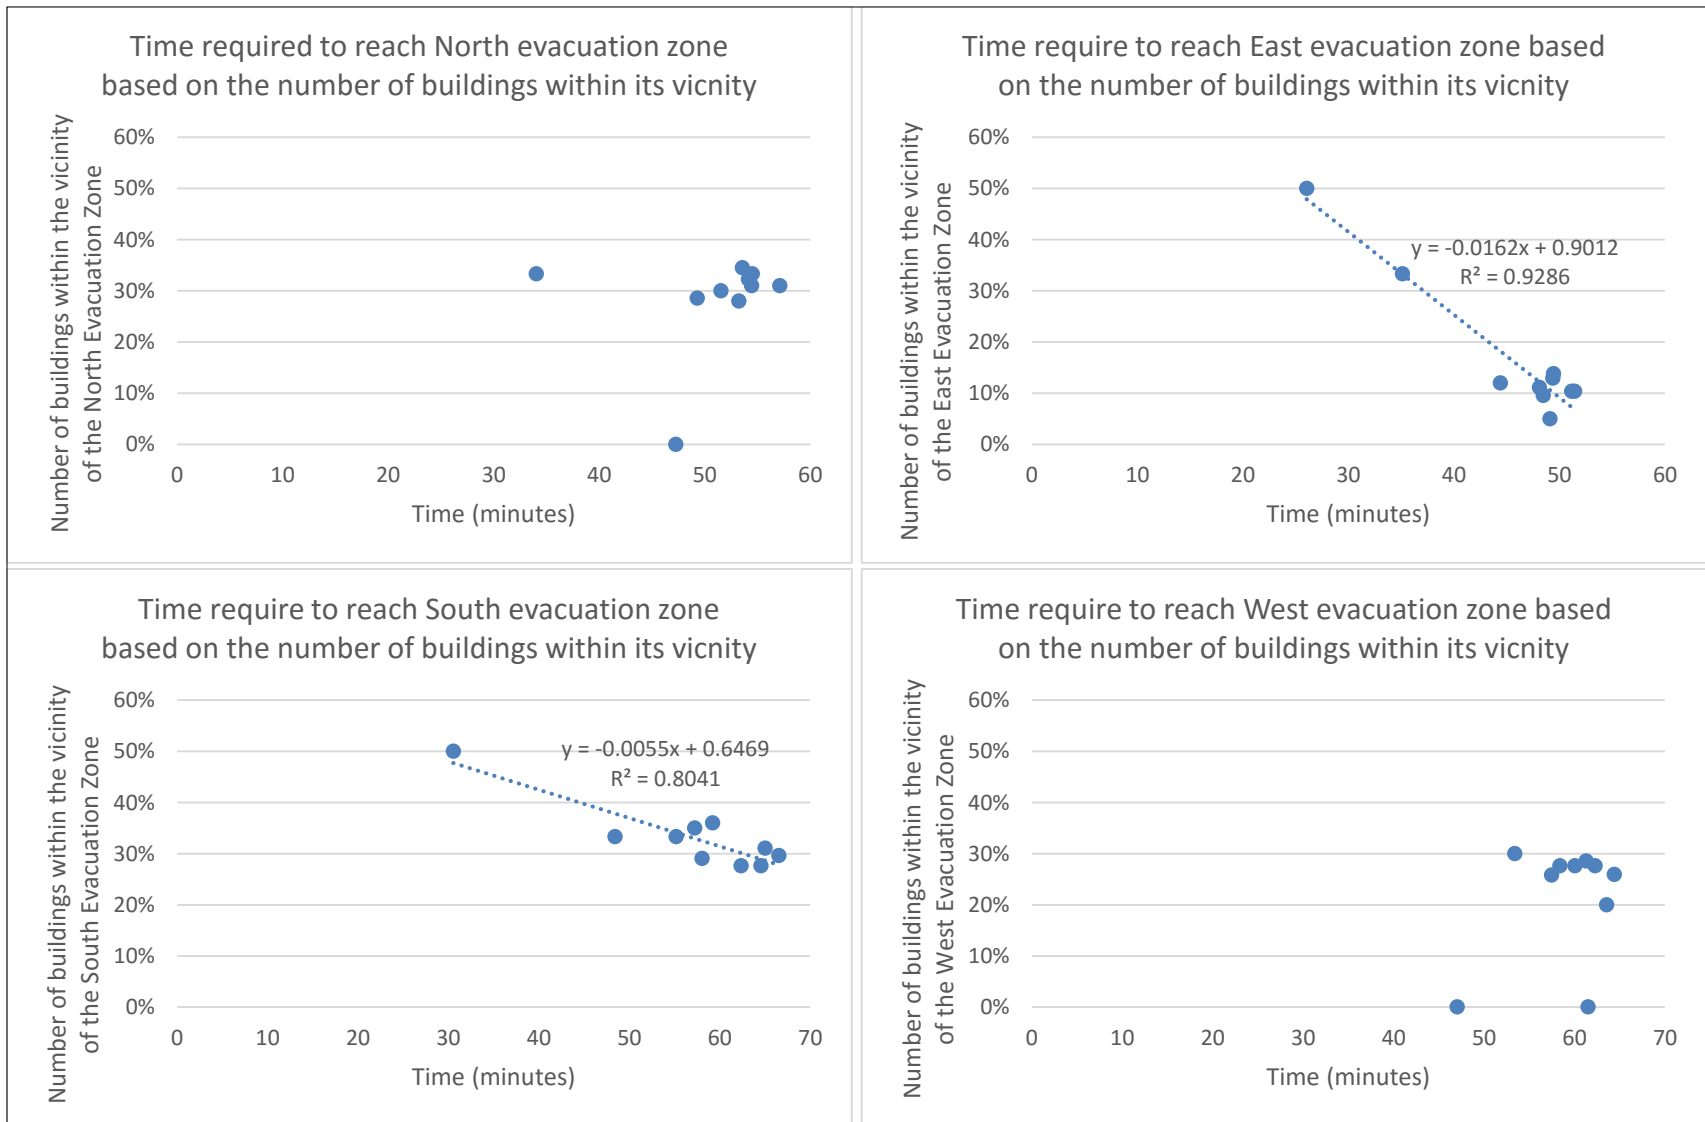 Time required to reach North evacuation zone
based on the number of buildings within its vicnity
Number of buildings within the vicinity
of the North Evacuation Zone
60%
50%
40%
30%
20%
10%
0%
0 10 20 30 40 50 60
Time (minutes)
Time require to reach East evacuation zone based
on the number of buildings within its vicnity
Number of buildings within the vicinity
of the East Evacuation Zone
60%
50%
40%
30%
20%
10%
0%
y = -0.0162x + 0.9012
R² = 0.9286
0 10 20 30 40 50 60
Time (minutes)
Time require to reach South evacuation zone
based on the number of buildings within its vicnity
Number of buildings within the vicinity
of the South Evacuation Zone
60%
50%
40%
30%
20%
10%
0%
y = -0.0055x + 0.6469
R² = 0.8041
0 10 20 30 40 50 60 70
Time (minutes)
Time require to reach West evacuation zone based
on the number of buildings within its vicnity
Number of buildings within the vicinity
of the West Evacuation Zone
60%
50%
40%
30%
20%
10%
0%
0 10 20 30 40 50 60 70
Time (minutes)